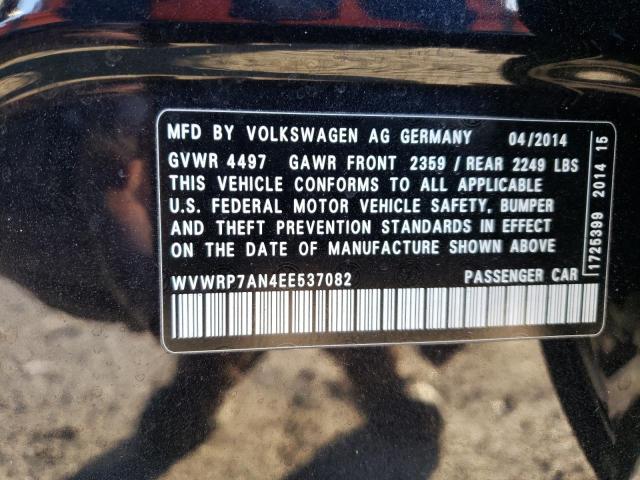 MFD BY VOLKSWAGEN AG GERMANY 04/2014
GVWR 4497 GAWR FRONT 2359 / REAR 2249 LBS
THIS VEHICLE CONFORMS TO ALL APPLICABLE
U.S. FEDERAL MOTOR VEHICLE SAFETY, BUMPER
AND THEFT PREVENTION STANDARDS IN EFFECT
ON THE DATE OF MANUFACTURE SHOWN ABOVE
WVWRP7AN4EE537082 PASSENGER CAR
1725399 2014 15